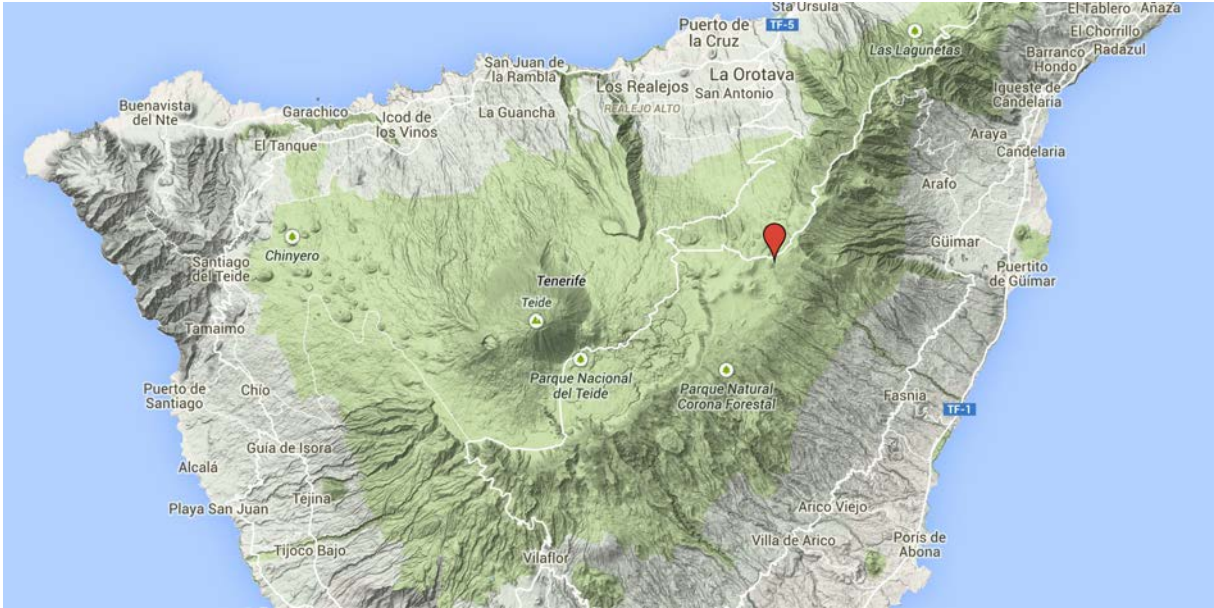 Sta Ursula
El Tablero
Añaza
Puerto de
la Cruz
TF-5
Las Lagunetas
El Chorrillo
Barranco
Hondo
Radazul
San Juan de
la Rambla
Los Realejos
La Orotava
San Antonio
REALEJO ALTO
Igueste de
Candelaria
Buenavista
del Nte
Garachico
Icod de
los Vinos
La Guancha
El Tanque
Araya
Candelaria
Arafo
Chinyero
Güimar
Santiago
del Teide
Tenerife
Puertito
de Güímar
Teide
Tamaimo
Parque Nacional
del Teide
Parque Natural
Corona Forestal
Puerto de
Santiago
Chío
Fasnia
TF-1
Guía de Isora
Alcalá
Tejina
Playa San Juan
Arico Viejo
Tijoco Bajo
Vilaflor
Villa de Arico
Porís de
Abona